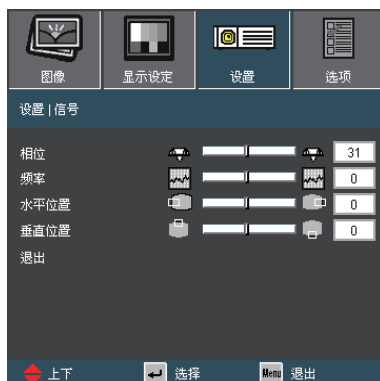 图像 显示设定 设置 选项
设置 | 信号
相位 31
频率 0
水平位置 0
垂直位置 0
退出
上下 选择 Menu 退出